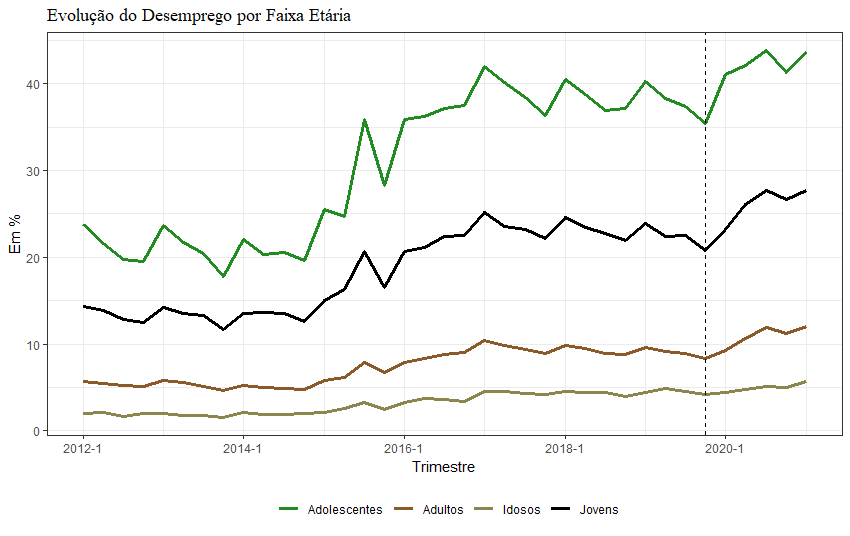 Evolução do Desemprego por Faixa Etária
Em %
40
30
20
10
0
2012-1 2014-1 2016-1 2018-1 2020-1
Trimestre
Adolescentes Adultos Idosos Jovens